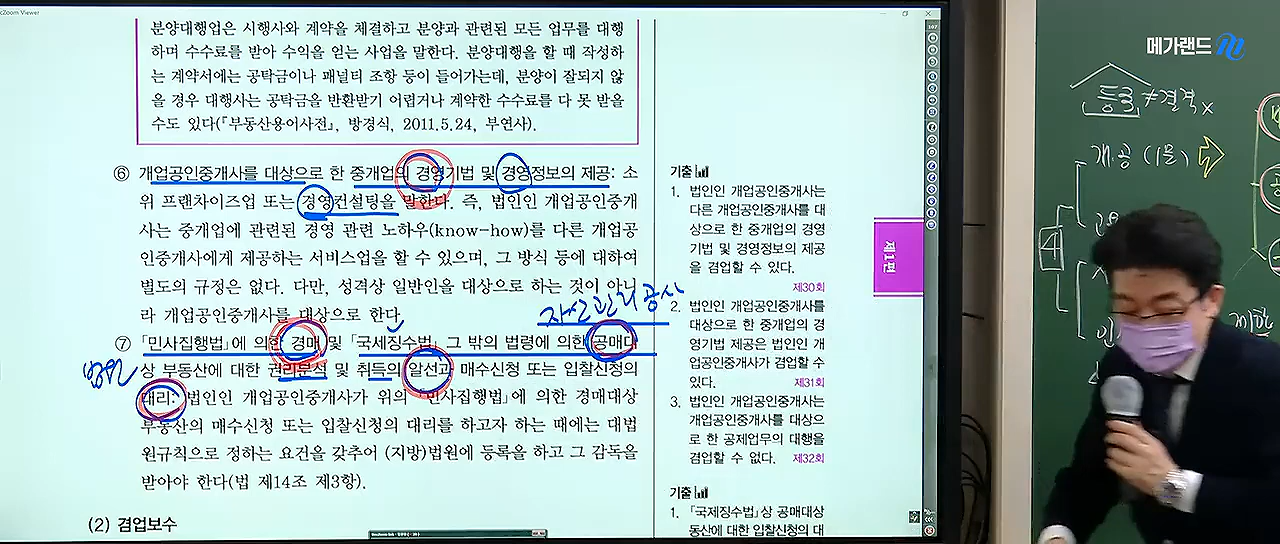 분양대행업은 시행사와 계약을 체결하고 분양과 관련된 모든 업무를 대행
하며 수수료를 받아 수익을 얻는 사업을 말한다. 분양대행을 할 때 작성하
는 계약서에는 공탁금이나 패널티 조항 등이 들어가는데, 분양이 잘되지 않
을 경우 대행사는 공탁금을 반환받기 어렵거나 계약한 수수료를 다 못 받을
수도 있다(『부동산용어사전』, 방경식, 2011.5.24, 부연사).
⑥ 개업공인중개사를 대상으로 한 중개업의 경영기법 및 경영정보의 제공: 소
위 프랜차이즈업 또는 경영컨설팅을 말한다. 즉, 법인인 개업공인중개
사는 중개업에 관련된 경영 관련 노하우(know-how)를 다른 개업공
인중개사에게 제공하는 서비스업을 할 수 있으며, 그 방식 등에 대하여
별도의 규정은 없다. 다만, 성격상 일반인을 대상으로 하는 것이 아니
라 개업공인중개사를 대상으로 한다.
자산관리공사
⑦ 「민사집행법」에 의한 경매 및 「국세징수법」 그 밖의 법령에 의한 공매대
상 부동산에 대한 권리분석 및 취득의 알선과 매수신청 또는 입찰신청의
법원
대리: 법인인 개업공인중개사가 위의 「민사집행법」에 의한 경매대상
부동산의 매수신청 또는 입찰신청의 대리를 하고자 하는 때에는 대법
원규칙으로 정하는 요건을 갖추어 (지방)법원에 등록을 하고 그 감독을
받아야 한다(법 제14조 제3항).
(2) 겸업보수
기출
1. 법인인 개업공인중개사는
다른 개업공인중개사를 대
상으로 한 중개업의 경영
기법 및 경영정보의 제공
을 겸업할 수 있다.
제30회
2. 법인인 개업공인중개사를
대상으로 한 중개업의 경
영기법 제공은 법인인 개
업공인중개사가 겸업할 수
있다.
제31회
3. 법인인 개업공인중개사는
개업공인중개사를 대상으
로 한 공제업무의 대행을
겸업할 수 없다.
제32회
기출
1. 「국제징수법」상 공매대상
동산에 대한 입찰신청의 대
제1편
메가랜드
등록≠결격 x
개.공 (1문)
4